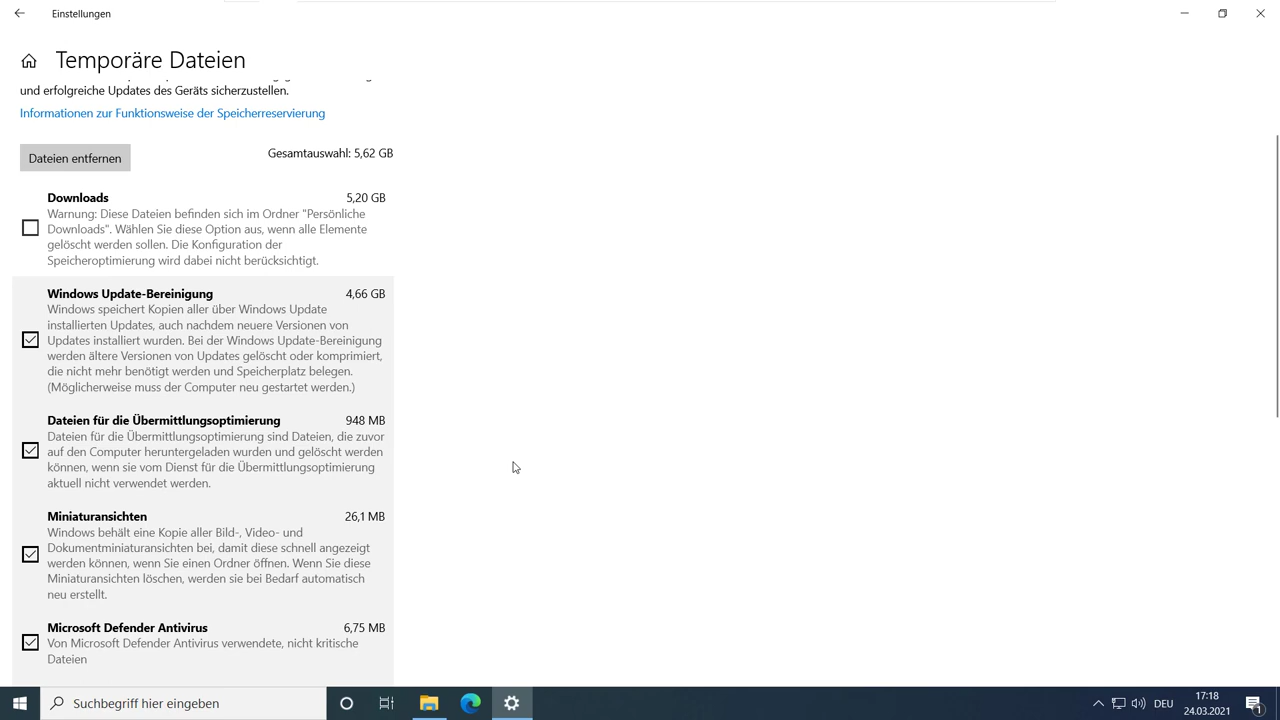 Einstellungen
Temporäre Dateien
und erfolgreiche Updates des Geräts sicherzustellen.
Informationen zur Funktionsweise der Speicherreservierung
Dateien entfernen
Gesamtauswahl: 5,62 GB
Downloads 5,20 GB
Warnung: Diese Dateien befinden sich im Ordner "Persönliche
Downloads". Wählen Sie diese Option aus, wenn alle Elemente
gelöscht werden sollen. Die Konfiguration der
Speicheroptimierung wird dabei nicht berücksichtigt.
Windows Update-Bereinigung 4,66 GB
Windows speichert Kopien aller über Windows Update
installierten Updates, auch nachdem neuere Versionen von
Updates installiert wurden. Bei der Windows Update-Bereinigung
werden ältere Versionen von Updates gelöscht oder komprimiert,
die nicht mehr benötigt werden und Speicherplatz belegen.
(Möglicherweise muss der Computer neu gestartet werden.)
Dateien für die Übermittlungsoptimierung 948 MB
Dateien für die Übermittlungsoptimierung sind Dateien, die zuvor
auf den Computer heruntergeladen wurden und gelöscht werden
können, wenn sie vom Dienst für die Übermittlungsoptimierung
aktuell nicht verwendet werden.
Miniaturansichten 26,1 MB
Windows behält eine Kopie aller Bild-, Video- und
Dokumentminiaturansichten bei, damit diese schnell angezeigt
werden können, wenn Sie einen Ordner öffnen. Wenn Sie diese
Miniaturansichten löschen, werden sie bei Bedarf automatisch
neu erstellt.
Microsoft Defender Antivirus 6,75 MB
Von Microsoft Defender Antivirus verwendete, nicht kritische
Dateien
Suchbegriff hier eingeben
DEU
17:18
24.03.2021
1